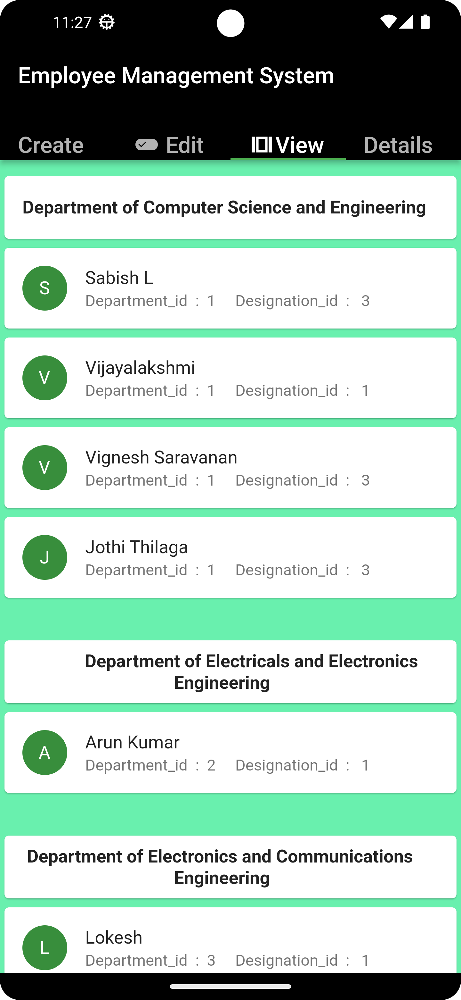 11:27
Employee Management System
Create Edit View Details
Department of Computer Science and Engineering
S
Sabish L
Department_id : 1 Designation_id : 3
V
Vijayalakshmi
Department_id : 1 Designation_id : 1
V
Vignesh Saravanan
Department_id : 1 Designation_id : 3
J
Jothi Thilaga
Department_id : 1 Designation_id : 3
Department of Electricals and Electronics
Engineering
A
Arun Kumar
Department_id : 2 Designation_id : 1
Department of Electronics and Communications
Engineering
L
Lokesh
Department_id : 3 Designation_id : 1